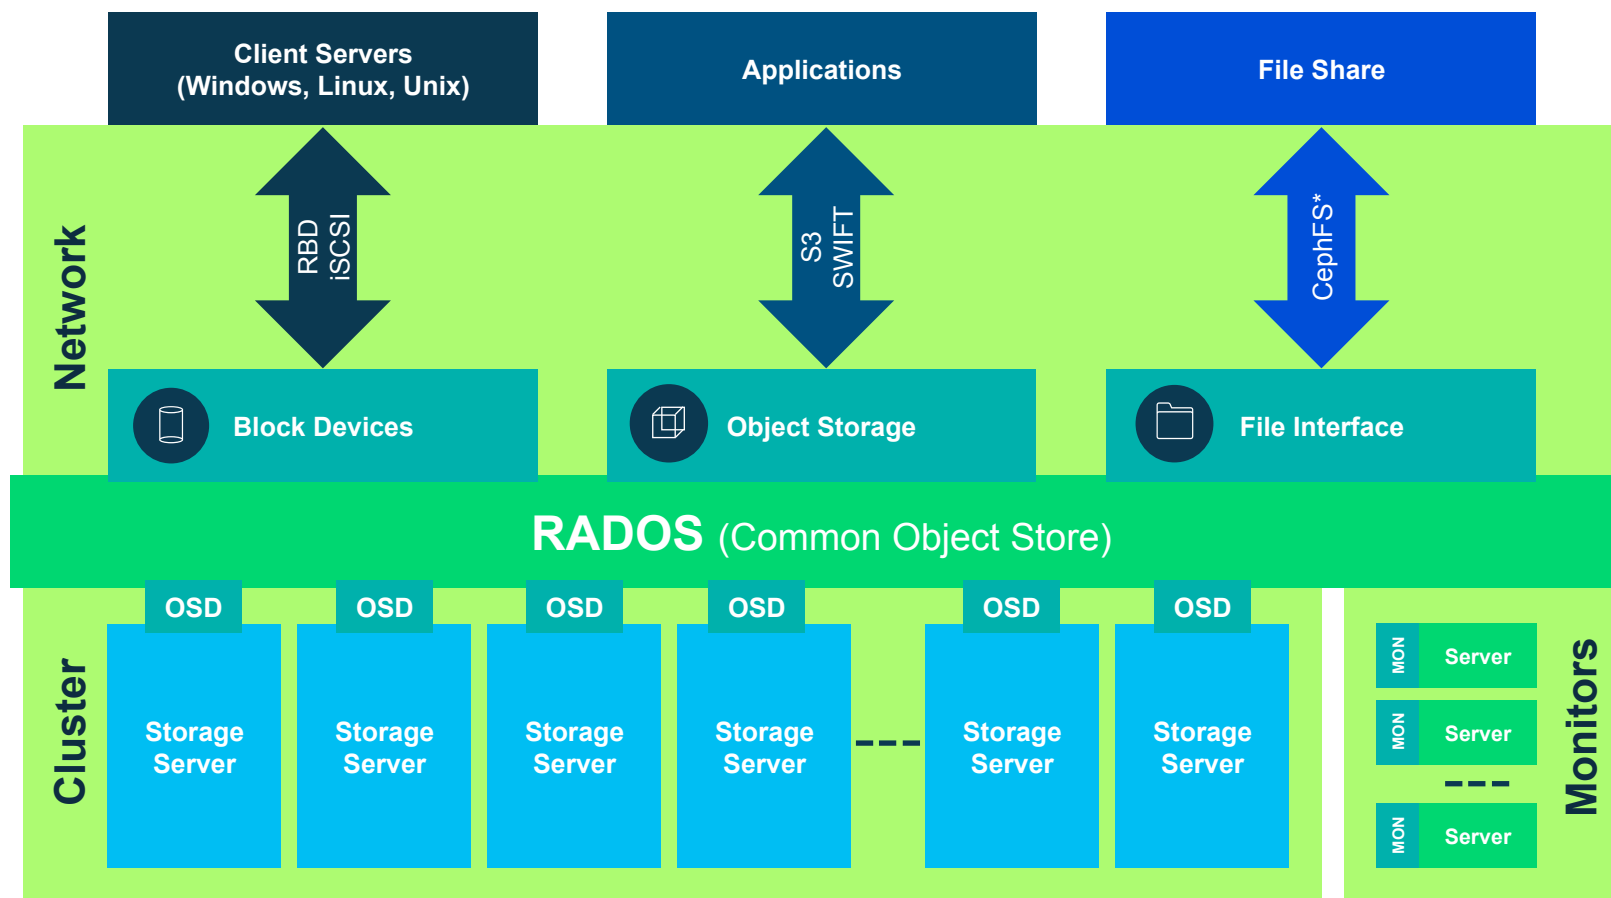 Client Servers
(Windows, Linux, Unix)
Applications
File Share
Network
RBD
iSCSI
S3
SWIFT
CephFS*
Block Devices
Object Storage
File Interface
RADOS (Common Object Store)
Cluster
OSD
OSD
OSD
OSD
OSD
OSD
Storage
Server
Storage
Server
Storage
Server
Storage
Server
Storage
Server
Storage
Server
MON
Server
MON
Server
MON
Server
Monitors